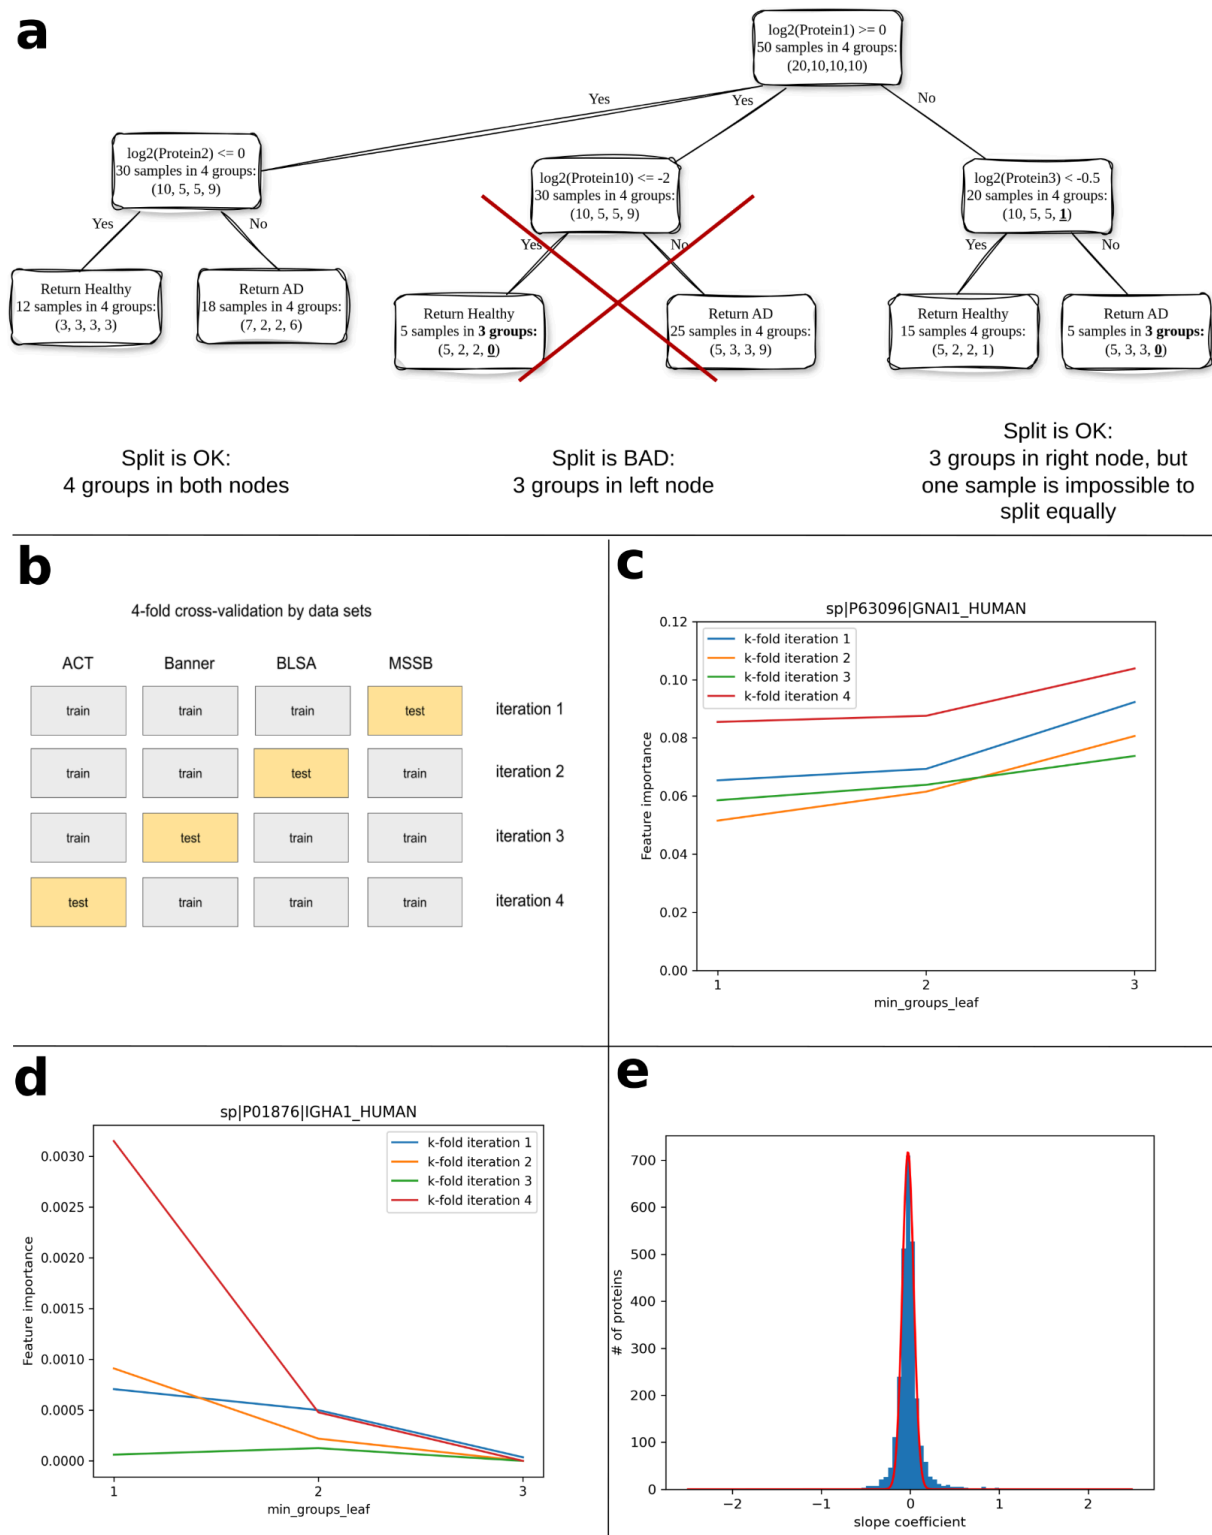 a
log2(Protein1) >= 0
50 samples in 4 groups:
(20,10,10,10)
Yes
Yes
No
log2(Protein2) <= 0
30 samples in 4 groups:
(10, 5, 5, 9)
log2(Protein10) <= -2
30 samples in 4 groups:
(10, 5, 5, 9)
log2(Protein3) < -0.5
20 samples in 4 groups:
(10, 5, 5, 1)
Yes
No
Yes
No
Yes
No
Return Healthy
12 samples in 4 groups:
(3, 3, 3, 3)
Return AD
18 samples in 4 groups:
(7, 2, 2, 6)
Return Healthy
5 samples in 3 groups:
(5, 2, 2, 0)
Return AD
25 samples in 4 groups:
(5, 3, 3, 9)
Return Healthy
15 samples 4 groups:
(5, 2, 2, 1)
Return AD
5 samples in 3 groups:
(5, 3, 3, 0)
Split is OK:
4 groups in both nodes
Split is BAD:
3 groups in left node
Split is OK:
3 groups in right node, but
one sample is impossible to
split equally
b
4-fold cross-validation by data sets
ACT Banner BLSA MSSB
train train train test iteration 1
train train test train iteration 2
train test train train iteration 3
test train train train iteration 4
c
sp|P63096|GNAI1_HUMAN
k-fold iteration 1
k-fold iteration 2
k-fold iteration 3
k-fold iteration 4
0.12
0.10
0.08
0.06
0.04
0.02
0.00
Feature importance
1 2 3
min_groups_leaf
d
sp|P01876|IGHA1_HUMAN
k-fold iteration 1
k-fold iteration 2
k-fold iteration 3
k-fold iteration 4
0.0030
0.0025
0.0020
0.0015
0.0010
0.0005
0.0000
Feature importance
1 2 3
min_groups_leaf
e
700
600
500
400
300
200
100
0
# of proteins
−2 −1 0 1 2
slope coefficient